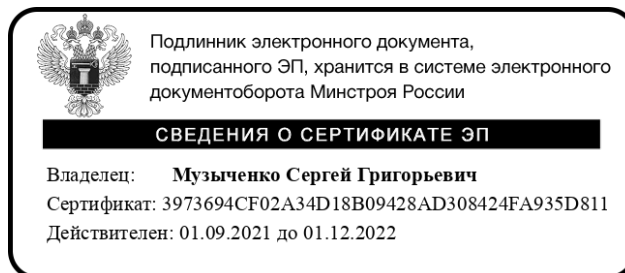 Подлинник электронного документа,
подписанного ЭП, хранится в системе электронного
документоборота Минстроя России
СВЕДЕНИЯ О СЕРТИФИКАТЕ ЭП
Владелец: Музыченко Сергей Григорьевич
Сертификат: 3973694CF02A34D18B09428AD308424FA935D811
Действителен: 01.09.2021 до 01.12.2022